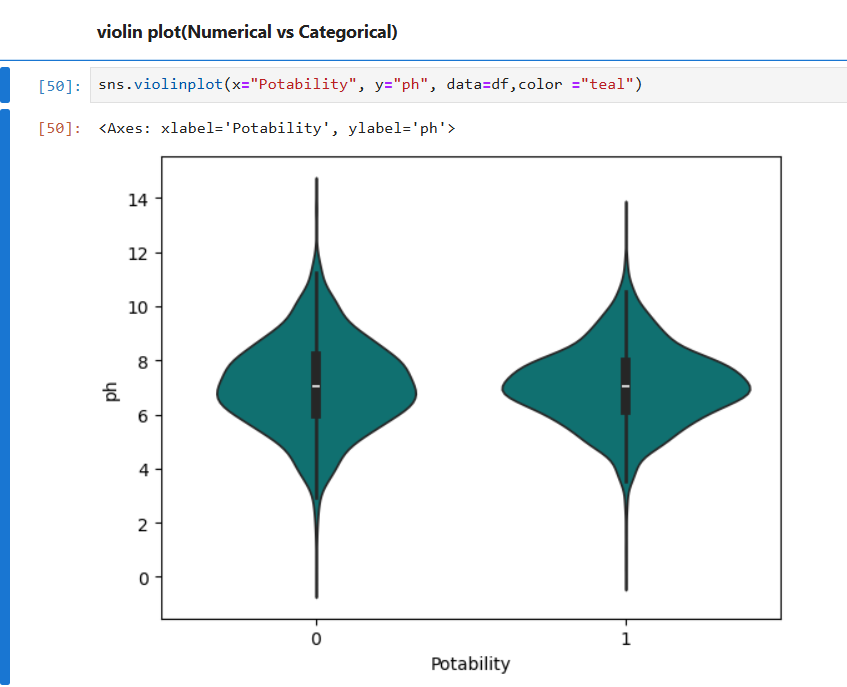 violin plot(Numerical vs Categorical)
[50]: sns.violinplot(x="Potability", y="ph", data=df,color ="teal")
[50]: <Axes: xlabel='Potability', ylabel='ph'>
14
12
10
8
ph
6
4
2
0
0 1
Potability